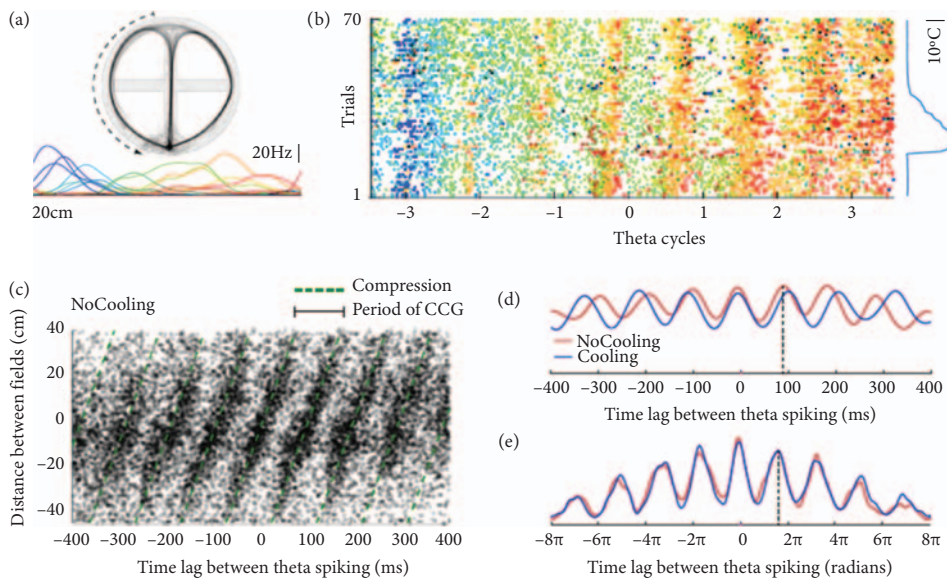 (a)
20Hz
20cm
(b)
70
Trials
1
–3 –2 –1 0 1 2 3
Theta cycles
10°C
(c)
NoCooling
Compression
Period of CCG
Distance between fields (cm)
40
20
0
–20
–40
–400 –300 –200 –100 0 100 200 300 400
Time lag between theta spiking (ms)
(d)
NoCooling
Cooling
-400 -300 -200 -100 0 100 200 300 400
Time lag between theta spiking (ms)
(e)
–8π –6π –4π –2π 0 2π 4π 6π 8π
Time lag between theta spiking (radians)